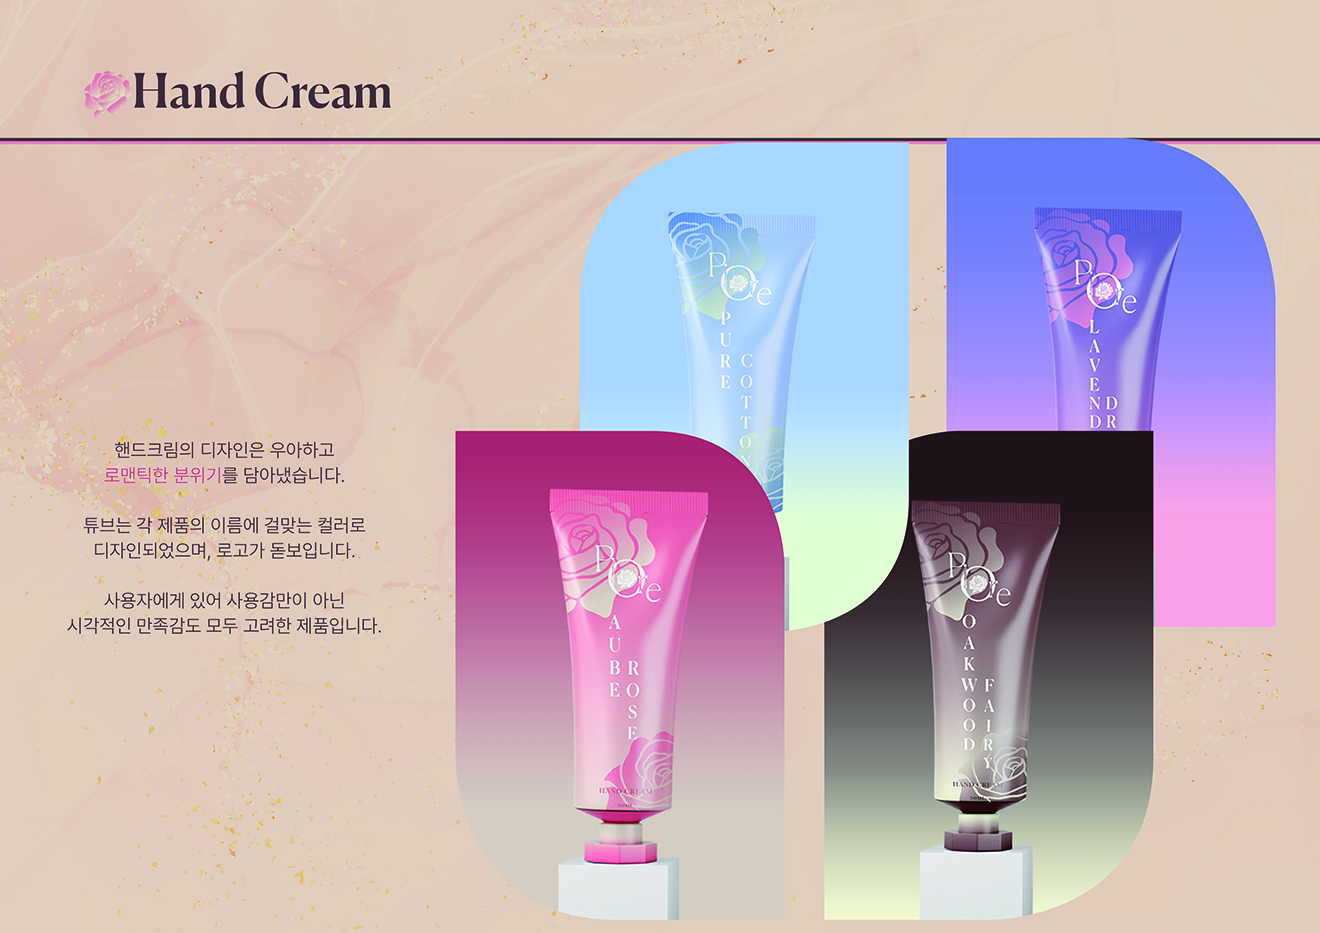 Hand Cream
핸드크림의 디자인은 우아하고
로맨틱한 분위기를 담아냈습니다.
튜브는 각 제품의 이름에 걸맞는 컬러로
디자인되었으며, 로고가 돋보입니다.
사용자에게 있어 사용감만이 아닌
시각적인 만족감도 모두 고려한 제품입니다.
PURE
COTTON
LAVEND
DR
AUBE
ROSE
HAND CREAM
50ML
OAKWOOD
FAIRY
HAND CREAM